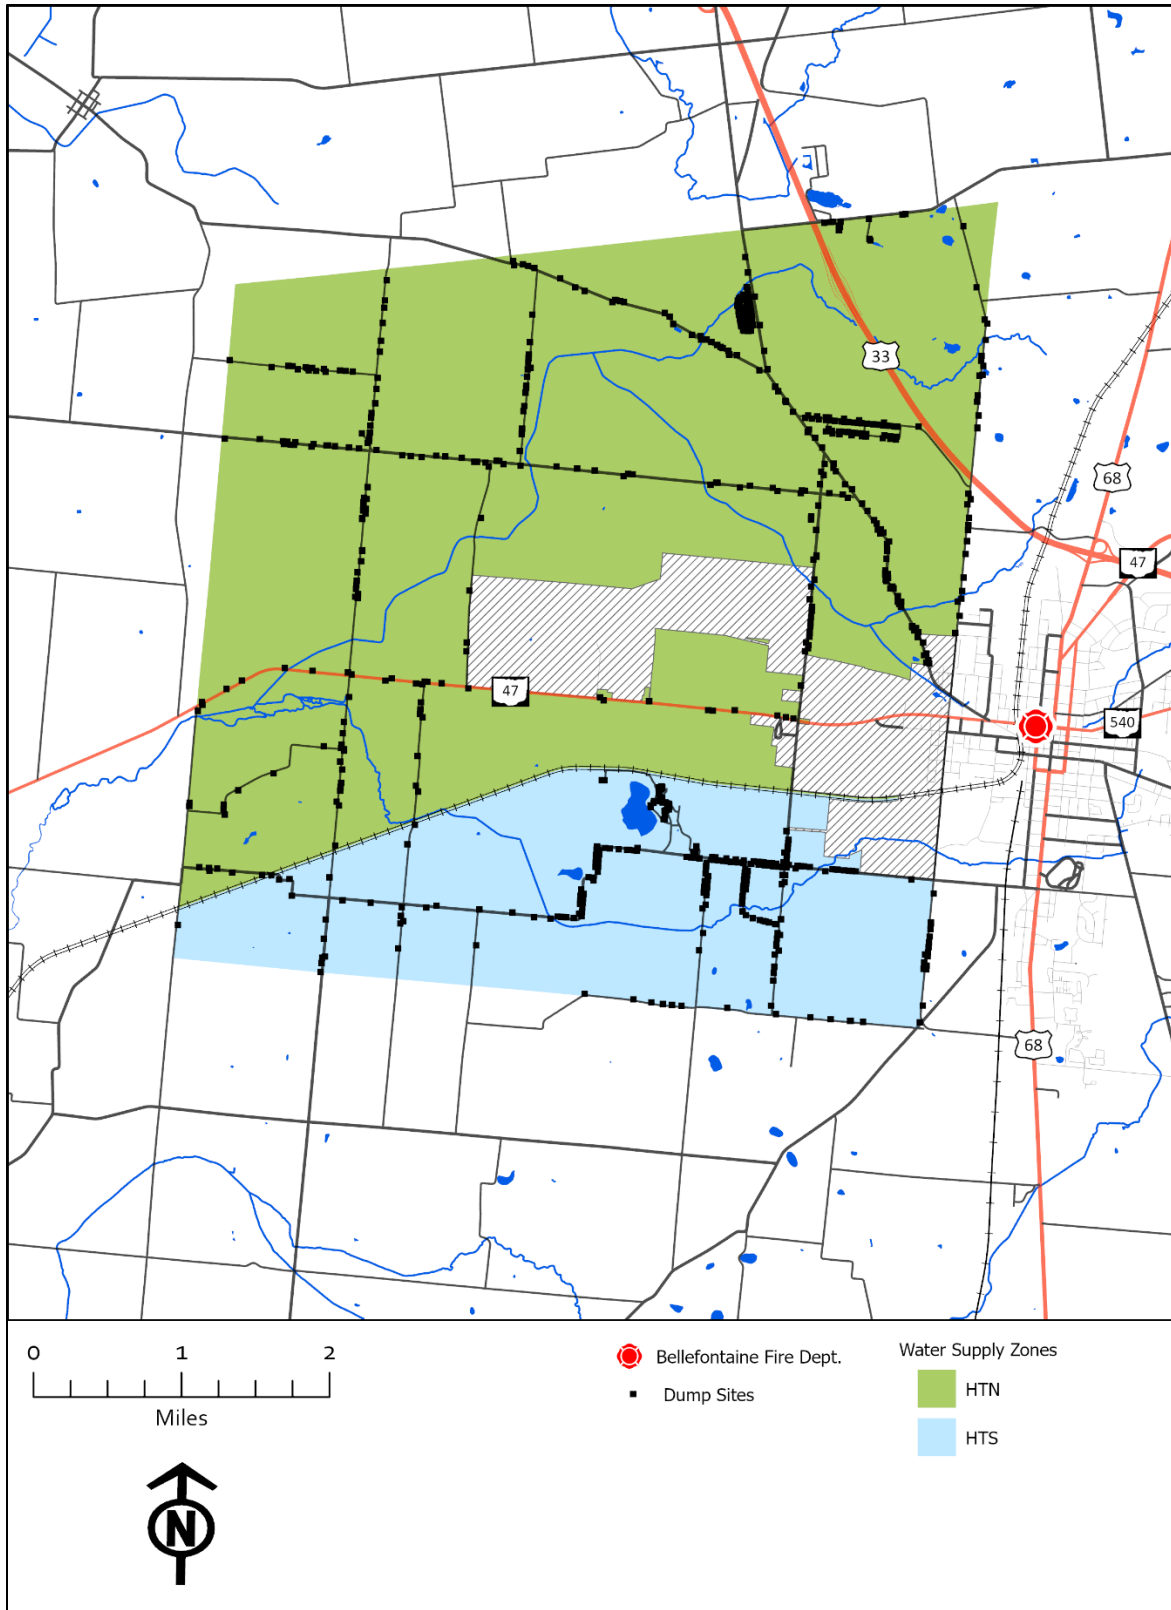 33
68
47
47
540
68
0 1 2
Miles
N
Bellefontaine Fire Dept.
Dump Sites
Water Supply Zones
HTN
HTS